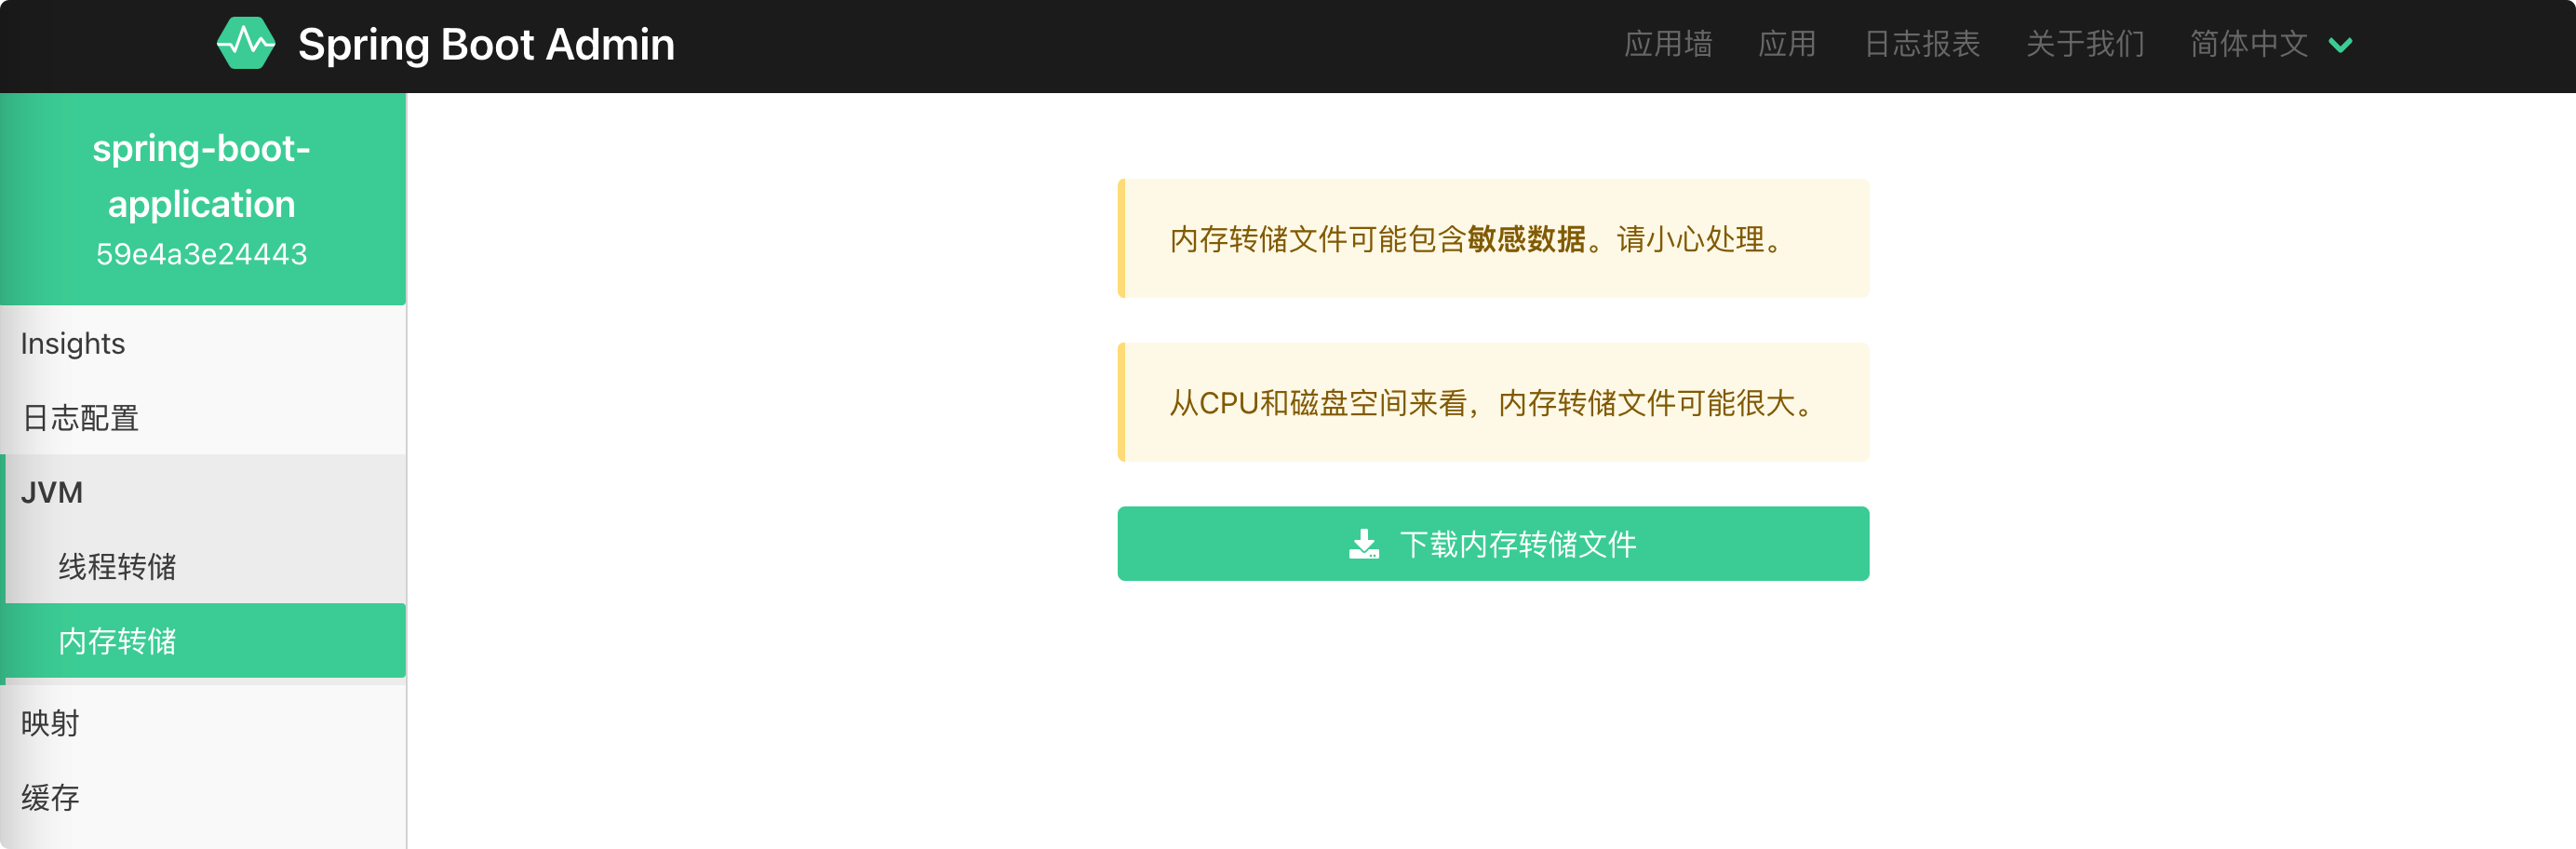 Spring Boot Admin
应用墙 应用 日志报表 关于我们 简体中文
spring-boot-
application
59e4a3e24443
Insights
日志配置
JVM
线程转储
内存转储
映射
缓存
内存转储文件可能包含敏感数据。请小心处理。
从CPU和磁盘空间来看，内存转储文件可能很大。
下载内存转储文件